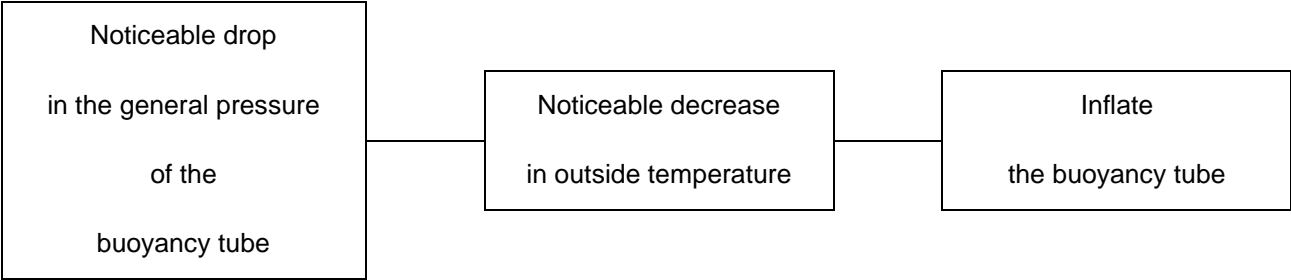 Noticeable drop
in the general pressure
of the
buoyancy tube
Noticeable decrease
in outside temperature
Inflate
the buoyancy tube